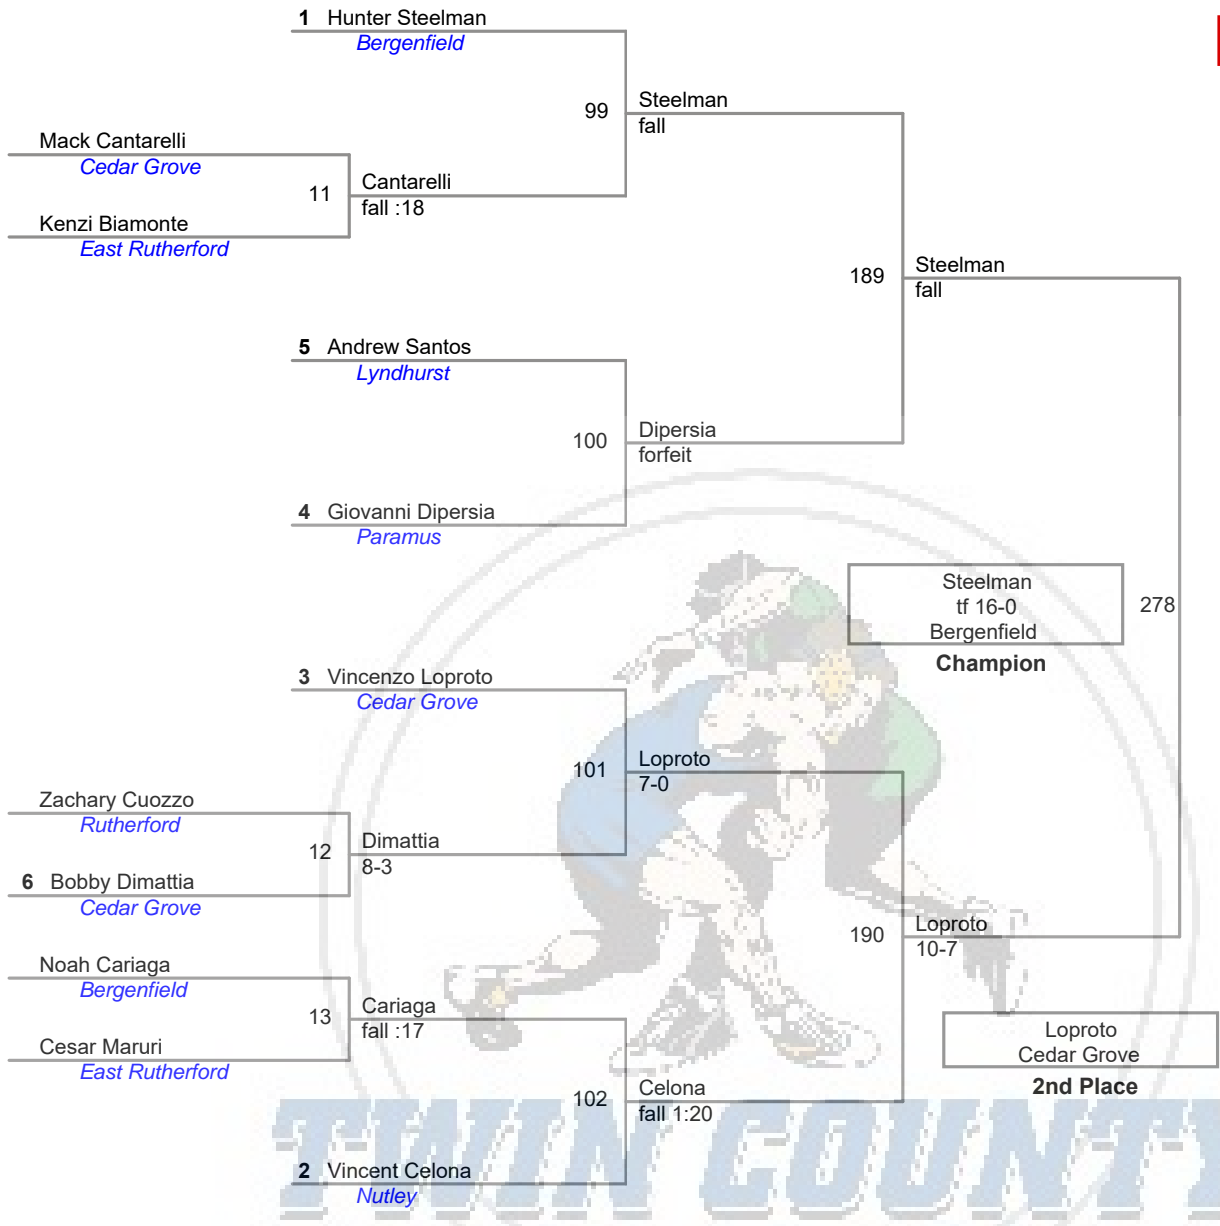 1 Hunter Steelman
Bergenfield
99
Steelman
fall
Mack Cantarelli
Cedar Grove
11
Cantarelli
fall :18
Kenzi Biamonte
East Rutherford
189
Steelman
fall
5 Andrew Santos
Lyndhurst
100
Dipersia
forfeit
4 Giovanni Dipersia
Paramus
Steelman
tf 16-0
Bergenfield
278
Champion
3 Vincenzo Loproto
Cedar Grove
101
Loproto
7-0
Zachary Cuozzo
Rutherford
12
Dimattia
8-3
6 Bobby Dimattia
Cedar Grove
190
Loproto
10-7
Noah Cariaga
Bergenfield
13
Cariaga
fall :17
Cesar Maruri
East Rutherford
Loproto
Cedar Grove
2nd Place
102
Celona
fall 1:20
2 Vincent Celona
Nutley
TWIN COUNTY